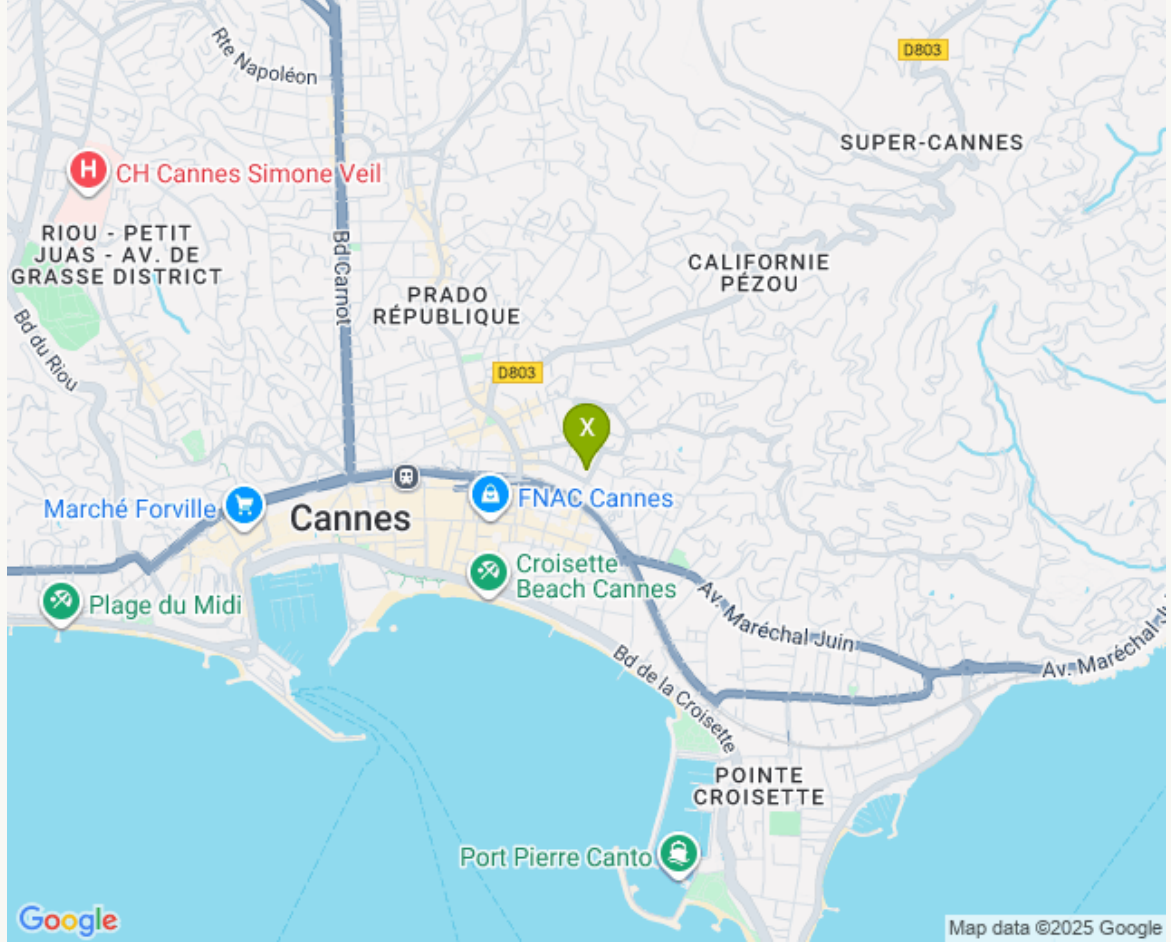 Rte Napoléon
D803
SUPER-CANNES
H
CH Cannes Simone Veil
RIOU - PETIT
JUAS - AV. DE
GRASSE DISTRICT
Bd Carnot
CALIFORNIE
PÉZOU
PRADO
RÉPUBLIQUE
Bd du Riou
D803
X
Marché Forville
FNAC Cannes
Cannes
Croisette
Beach Cannes
Plage du Midi
Av. Maréchal Juin
Av. Maréchal
Bd de la Croisette
POINTE
CROISETTE
Port Pierre Canto
Google
Map data ©2025 Google